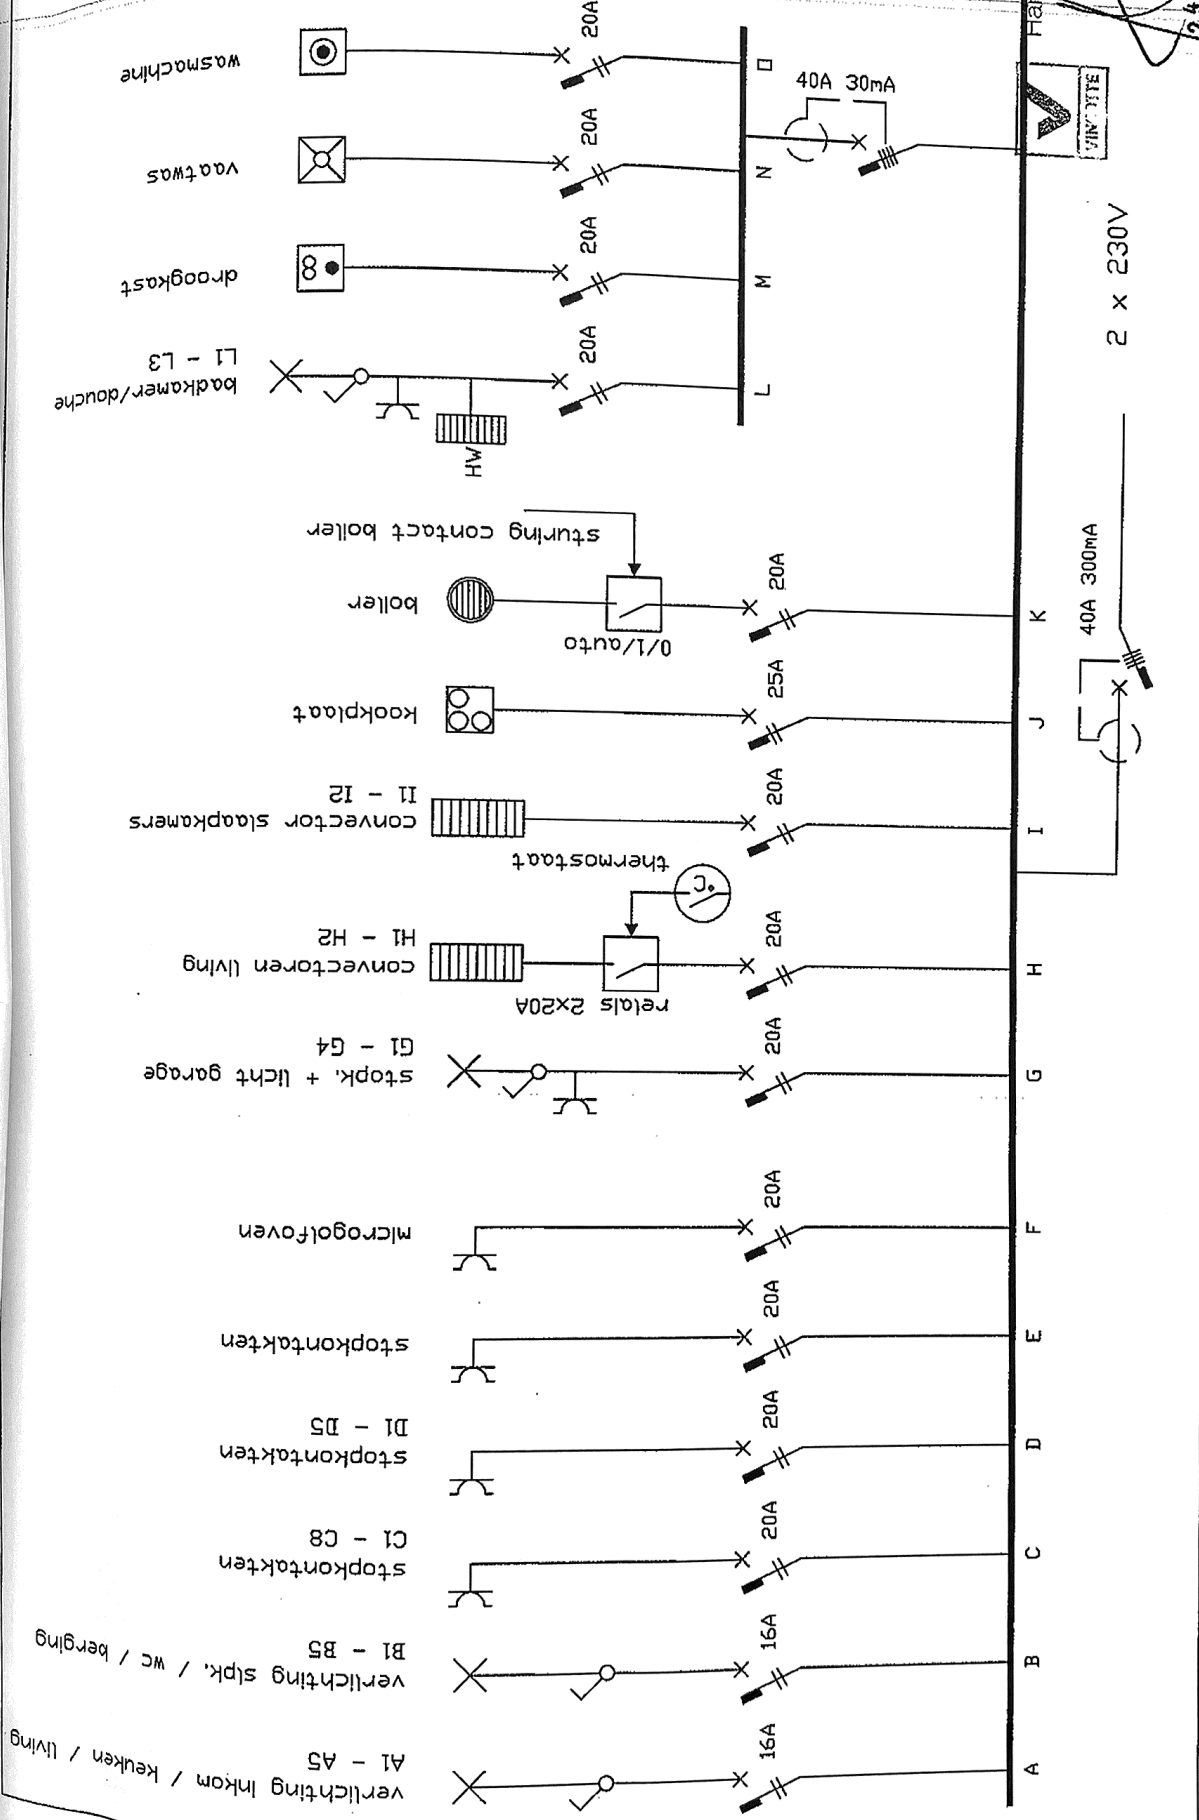 wasmachine
20A
O
vaatwas
20A
N
40A 30mA
droogkast
20A
M
badkamer/douche
L1 - L3
HW
20A
L
2 x 230V
sturing contact boiler
boiler
0/1/auto
20A
K
40A 300mA
kookplaat
25A
J
convector slaapkamers
I1 - I2
20A
I
thermostaat
°C
convectoren living
H1 - H2
relais 2x20A
20A
H
stopk. + licht garage
G1 - G4
20A
G
microgolfoven
20A
F
stopkontakten
20A
E
stopkontakten
D1 - D5
20A
D
stopkontakten
C1 - C8
20A
C
verlichting slpk. / wc / berging
B1 - B5
16A
B
verlichting inkom / keuken / living
A1 - A5
16A
A